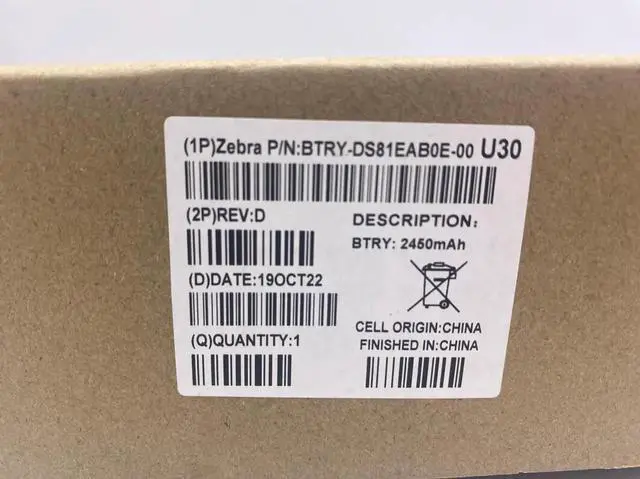 (1P)Zebra P/N:BTRY-DS81EAB0E-00 U30
(2P)REV:D
DESCRIPTION:
BTRY: 2450mAh
(D)DATE:19OCT22
(Q)QUANTITY:1
CELL ORIGIN:CHINA
FINISHED IN:CHINA